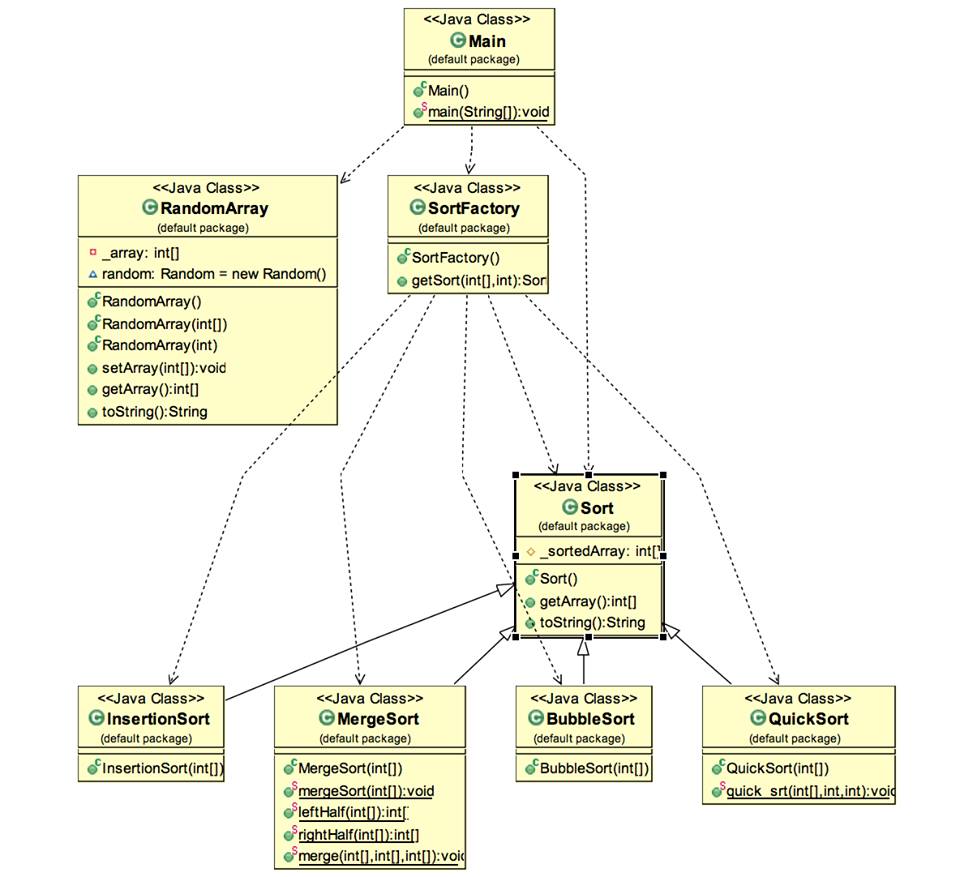 <<Java Class>>
Main
(default package)
Main()
main(String[]):void
<<Java Class>>
RandomArray
(default package)
_array: int[]
random: Random = new Random()
RandomArray()
RandomArray(int[])
RandomArray(int)
setArray(int[]):void
getArray():int[]
toString():String
<<Java Class>>
SortFactory
(default package)
SortFactory()
getSort(int[],int):Sort
<<Java Class>>
Sort
(default package)
_sortedArray: int[]
Sort()
getArray():int[]
toString():String
<<Java Class>>
InsertionSort
(default package)
InsertionSort(int[])
<<Java Class>>
MergeSort
(default package)
MergeSort(int[])
mergeSort(int[]):void
leftHalf(int[]):int[
rightHalf(int[]):int[]
merge(int[],int[],int[]):void
<<Java Class>>
BubbleSort
(default package)
BubbleSort(int[])
<<Java Class>>
QuickSort
(default package)
QuickSort(int[])
quick_srt(int[],int,int):void